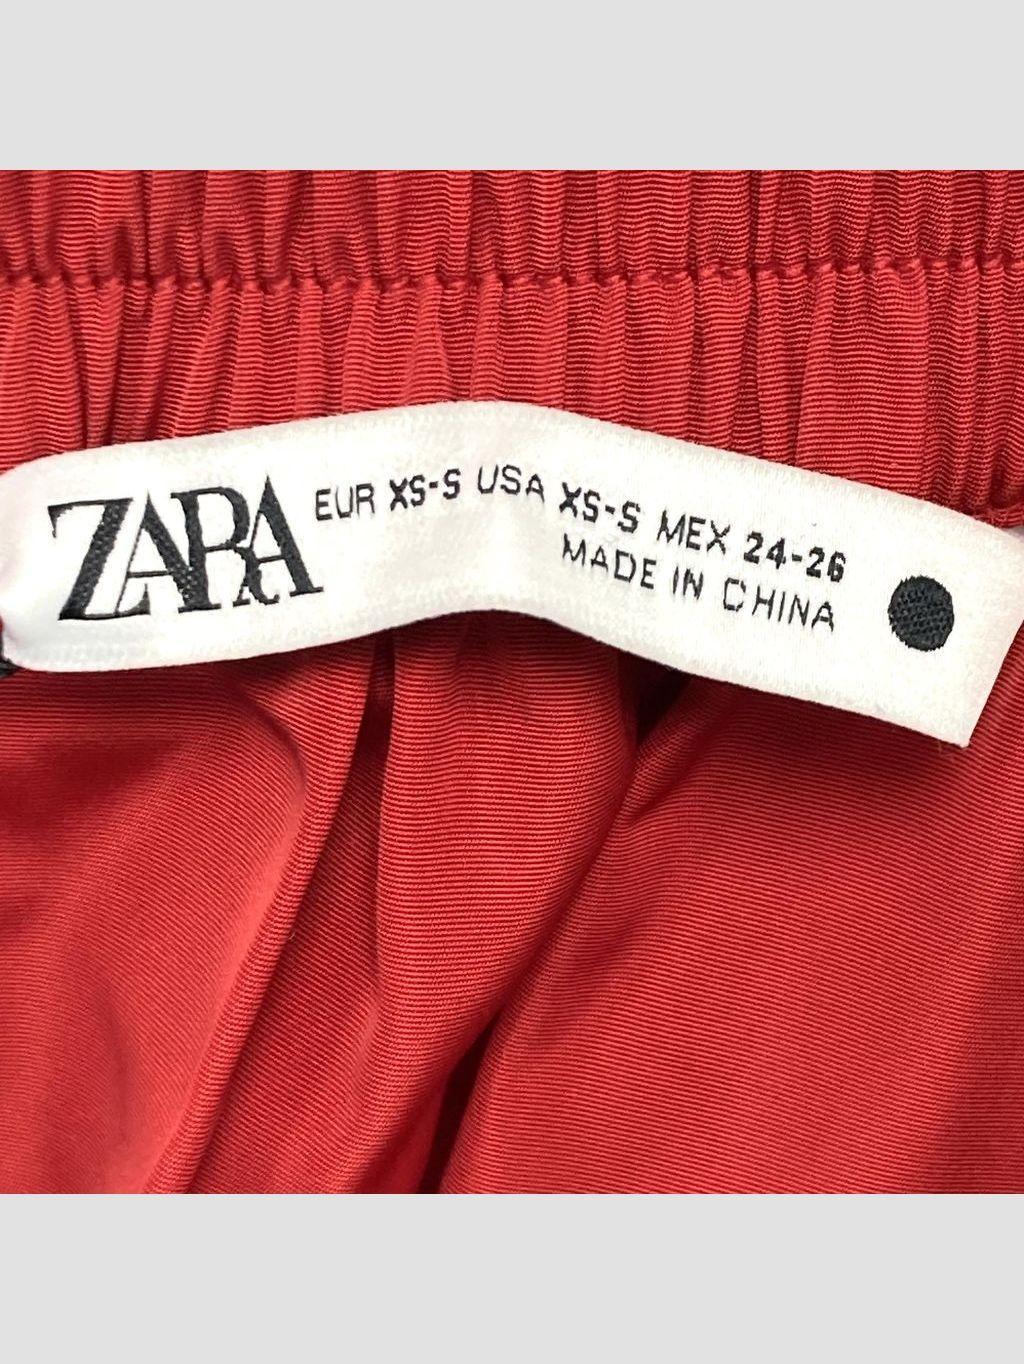 ZARA EUR XS-S USA XS-S MEX 24-26
MADE IN CHINA